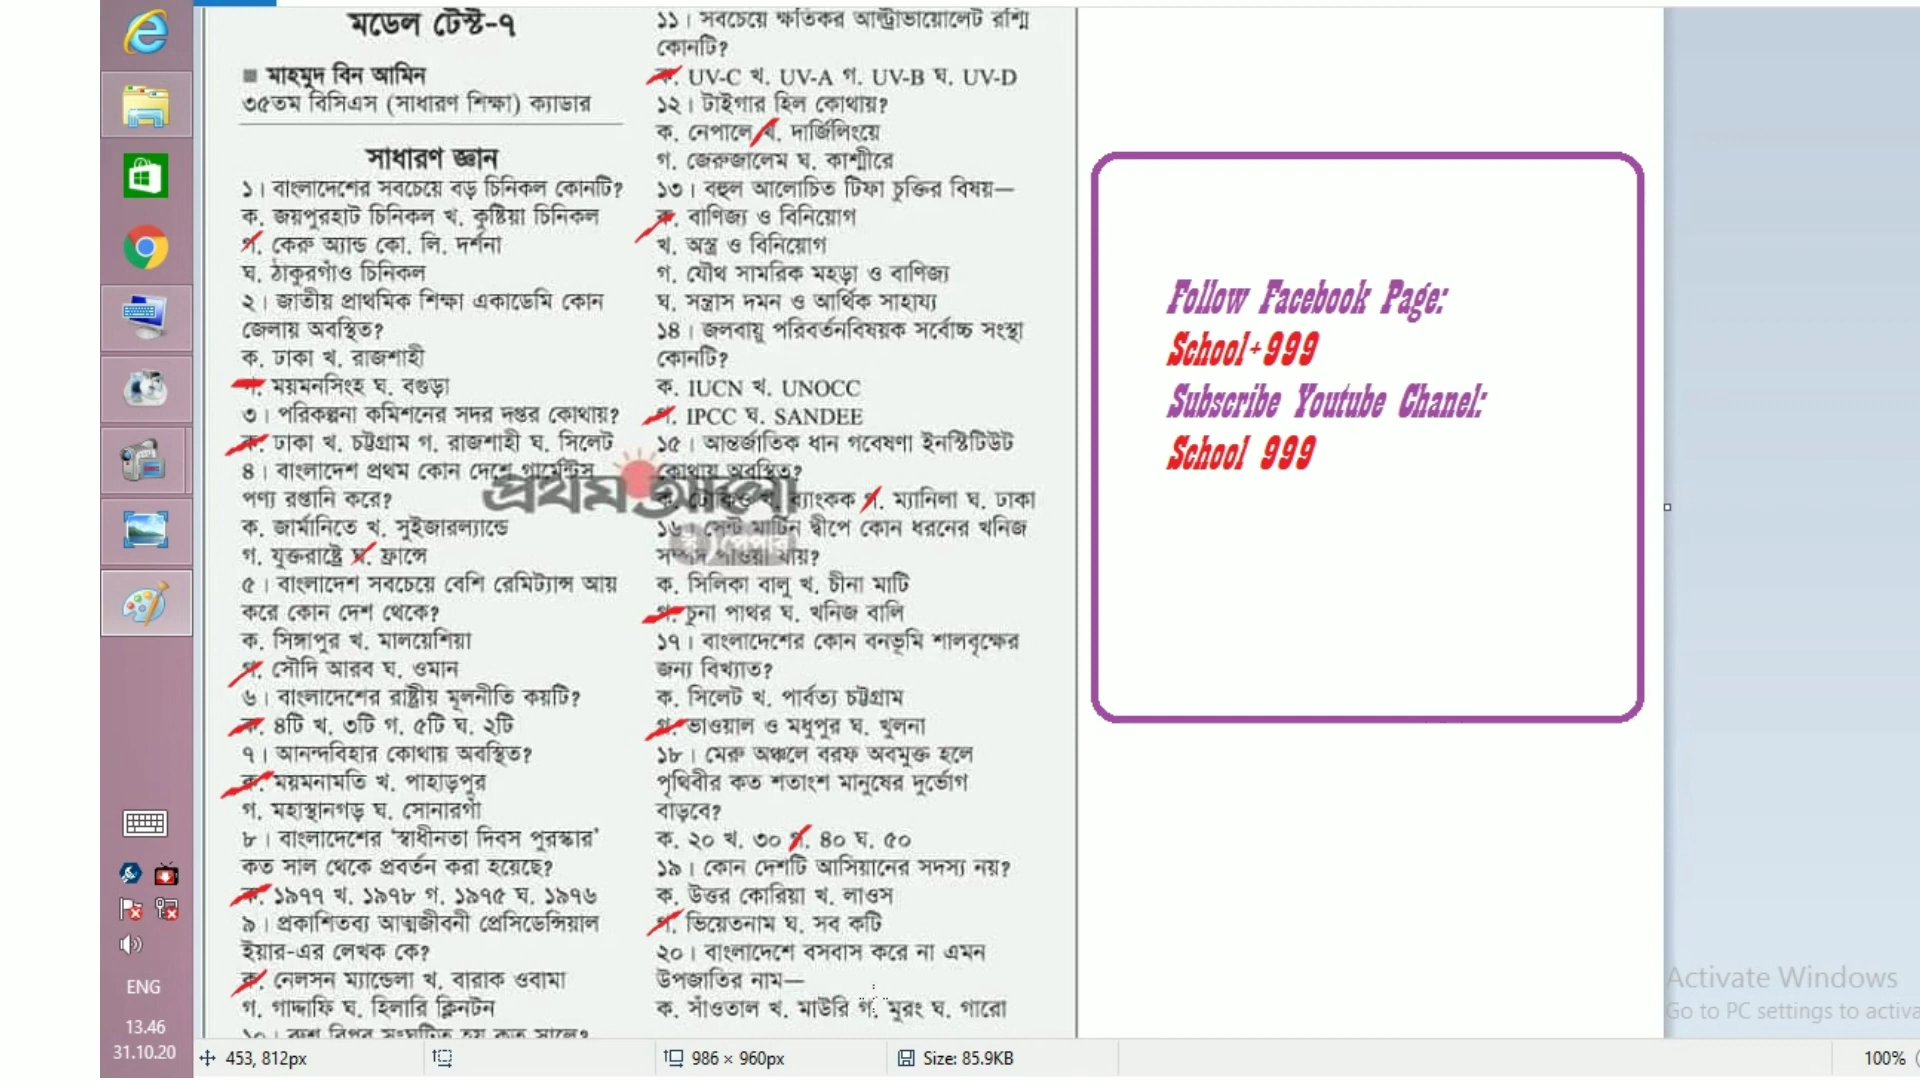 মডেল টেস্ট-৭
■ মাহমুদ বিন আমিন
৩৫তম বিসিএস (সাধারণ শিক্ষা) ক্যাডার
সাধারণ জ্ঞান
১। বাংলাদেশের সবচেয়ে বড় চিনিকল কোনটি?
ক. জয়পুরহাট চিনিকল খ. কুষ্টিয়া চিনিকল
গ. কেরু অ্যান্ড কো. লি. দর্শনা
ঘ. ঠাকুরগাঁও চিনিকল
২। জাতীয় প্রাথমিক শিক্ষা একাডেমি কোন
জেলায় অবস্থিত?
ক. ঢাকা খ. রাজশাহী
গ. ময়মনসিংহ ঘ. বগুড়া
৩। পরিকল্পনা কমিশনের সদর দপ্তর কোথায়?
ক. ঢাকা খ. চট্টগ্রাম গ. রাজশাহী ঘ. সিলেট
৪। বাংলাদেশ প্রথম কোন দেশে গার্মেন্টস
পণ্য রপ্তানি করে?
ক. জার্মানিতে খ. সুইজারল্যান্ডে
গ. যুক্তরাষ্ট্রে ঘ. ফ্রান্সে
৫। বাংলাদেশ সবচেয়ে বেশি রেমিট্যান্স আয়
করে কোন দেশ থেকে?
ক. সিঙ্গাপুর খ. মালয়েশিয়া
গ. সৌদি আরব ঘ. ওমান
৬। বাংলাদেশের রাষ্ট্রীয় মূলনীতি কয়টি?
ক. ৪টি খ. ৩টি গ. ৫টি ঘ. ২টি
৭। আনন্দবিহার কোথায় অবস্থিত?
ক. ময়মনামতি খ. পাহাড়পুর
গ. মহাস্থানগড় ঘ. সোনারগাঁ
৮। বাংলাদেশের ‘স্বাধীনতা দিবস পুরস্কার’
কত সাল থেকে প্রবর্তন করা হয়েছে?
ক. ১৯৭৭ খ. ১৯৭৮ গ. ১৯৭৫ ঘ. ১৯৭৬
৯। প্রকাশিতব্য আত্মজীবনী প্রেসিডেন্সিয়াল
ইয়ার-এর লেখক কে?
ক. নেলসন ম্যান্ডেলা খ. বারাক ওবামা
গ. গাদ্দাফি ঘ. হিলারি ক্লিনটন
১০। রুশ বিপ্লব সংঘটিত হয় কত সালে?
১১। সবচেয়ে ক্ষতিকর আল্ট্রাভায়োলেট রশ্মি
কোনটি?
ক. UV-C খ. UV-A গ. UV-B ঘ. UV-D
১২। টাইগার হিল কোথায়?
ক. নেপালে খ. দার্জিলিংয়ে
গ. জেরুজালেম ঘ. কাশ্মীরে
১৩। বহুল আলোচিত টিফা চুক্তির বিষয়—
ক. বাণিজ্য ও বিনিয়োগ
খ. অস্ত্র ও বিনিয়োগ
গ. যৌথ সামরিক মহড়া ও বাণিজ্য
ঘ. সন্ত্রাস দমন ও আর্থিক সাহায্য
১৪। জলবায়ু পরিবর্তনবিষয়ক সর্বোচ্চ সংস্থা
কোনটি?
ক. IUCN খ. UNOCC
গ. IPCC ঘ. SANDEE
১৫। আন্তর্জাতিক ধান গবেষণা ইনস্টিটিউট
কোথায় অবস্থিত?
ক. টোকিও খ. ব্যাংকক গ. ম্যানিলা ঘ. ঢাকা
১৬। সেন্ট মার্টিন দ্বীপে কোন ধরনের খনিজ
সম্পদ পাওয়া যায়?
ক. সিলিকা বালু খ. চীনা মাটি
গ. চুনা পাথর ঘ. খনিজ বালি
১৭। বাংলাদেশের কোন বনভূমি শালবৃক্ষের
জন্য বিখ্যাত?
ক. সিলেট খ. পার্বত্য চট্টগ্রাম
গ. ভাওয়াল ও মধুপুর ঘ. খুলনা
১৮। মেরু অঞ্চলে বরফ অবমুক্ত হলে
পৃথিবীর কত শতাংশ মানুষের দুর্ভোগ
বাড়বে?
ক. ২০ খ. ৩০ গ. ৪০ ঘ. ৫০
১৯। কোন দেশটি আসিয়ানের সদস্য নয়?
ক. উত্তর কোরিয়া খ. লাওস
গ. ভিয়েতনাম ঘ. সব কটি
২০। বাংলাদেশে বসবাস করে না এমন
উপজাতির নাম—
ক. সাঁওতাল খ. মাউরি গ. মুরং ঘ. গারো
প্রথম আলো
ই পেপার
Follow Facebook Page:
School+999
Subscribe Youtube Chanel:
School 999
Activate Windows
Go to PC settings to activa
ENG
13.46
31.10.20
453, 812px
986 × 960px
Size: 85.9KB
100%